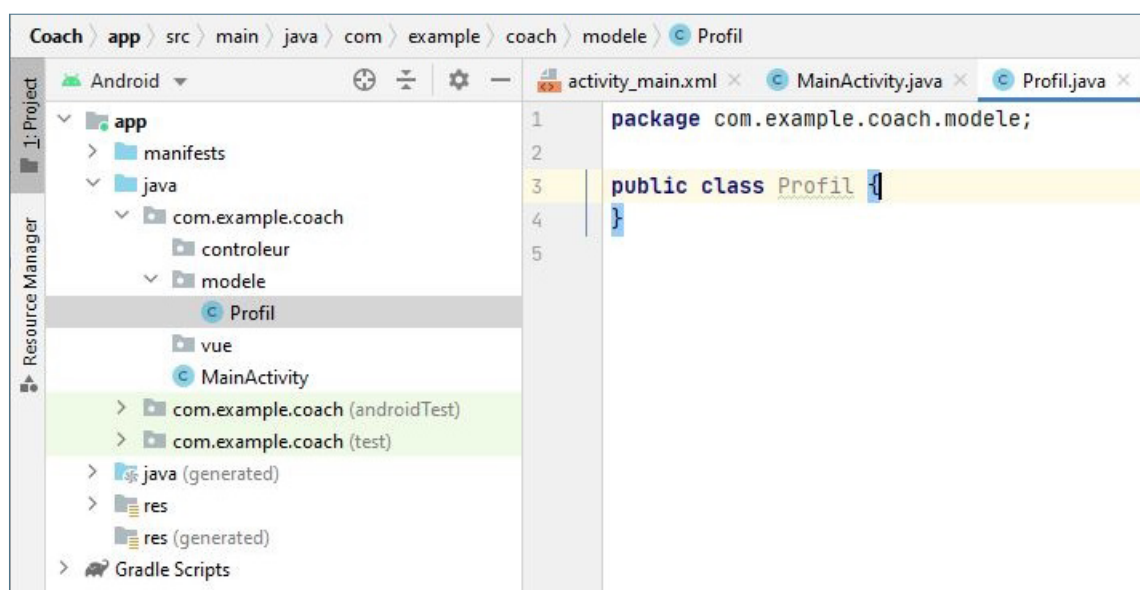 Coach app src main java com example coach modele C Profil
1: Project
Resource Manager
Android
app
manifests
java
com.example.coach
controleur
modele
C Profil
vue
C MainActivity
com.example.coach (androidTest)
com.example.coach (test)
java (generated)
res
res (generated)
Gradle Scripts
activity_main.xml C MainActivity.java C Profil.java
1 package com.example.coach.modele;
2
3 public class Profil {
4 }
5